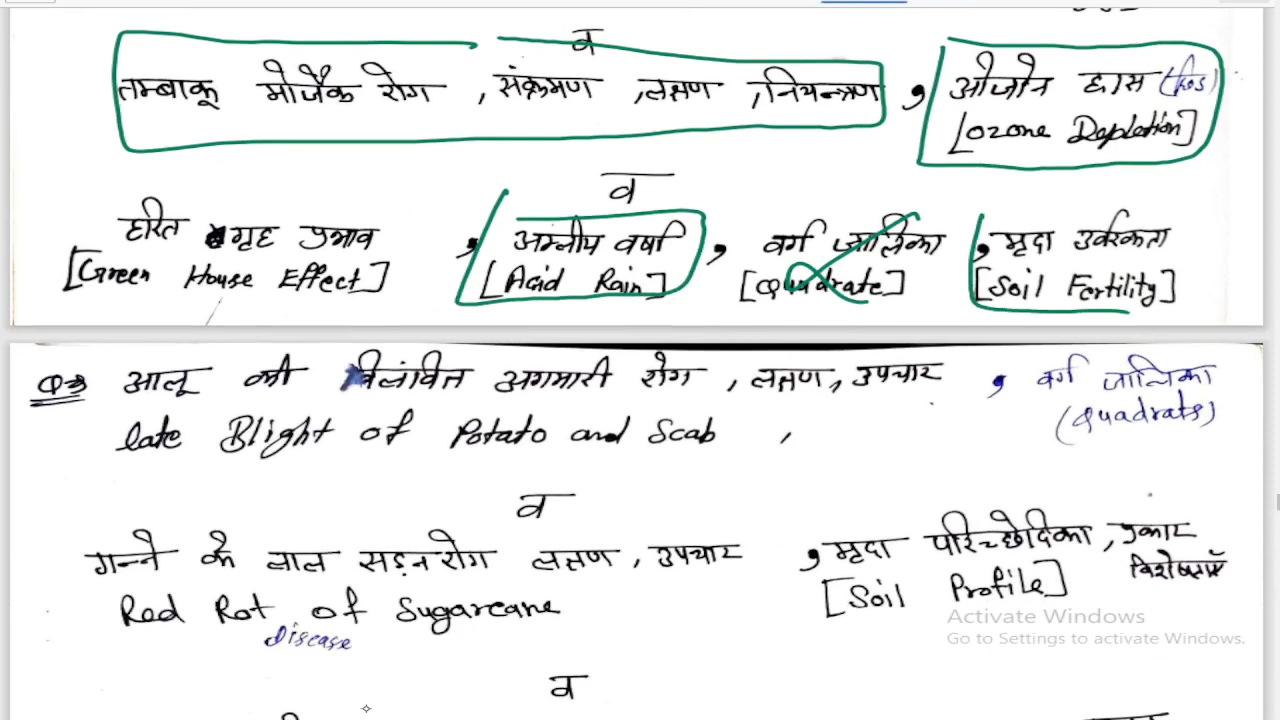 व
तम्बाकू मोजैक रोग , संक्रमण , लक्षण , नियन्त्रण , ओजोन ह्रास (hos)
[Ozone Depletion]
व
हरित गृह प्रभाव , अम्लीय वर्षा , वर्ग जालिका , मृदा उर्वरकता
[Green House Effect] [Acid Rain] [Quadrate] [Soil Fertility]
Q3 आलू की विलंवित अगमारी रोग , लक्षण , उपचार , वर्ग जालिका
late Blight of Potato and Scab , (Quadrats)
व
गन्ने के लाल सड़न रोग लक्षण , उपचार , मृदा परिच्छेदिका , प्रकार
विशेषताएँ
Red Rot of Sugarcane [Soil Profile]
Disease
Activate Windows
Go to Settings to activate Windows.
व